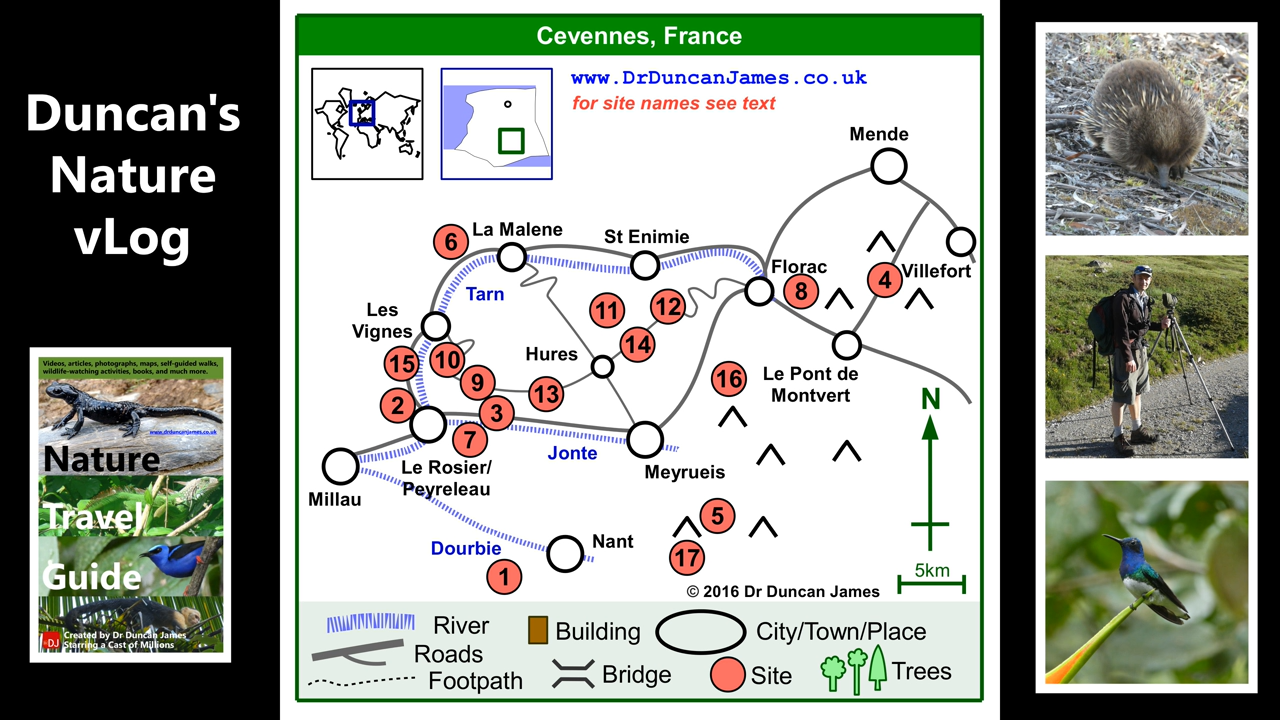 Duncan's
Nature
vLog
Videos, articles, photographs, maps, self-guided walks,
wildlife-watching activities, books, and much more.
www.drduncanjames.co.uk
Nature
Travel
Guide
DJ
Created by Dr Duncan James
Starring a Cast of Millions
Cevennes, France
www.DrDuncanJames.co.uk
for site names see text
Mende
6
La Malene
St Enimie
Florac
8
4
Villefort
Tarn
Les
Vignes
11
12
14
15
10
Hures
9
13
16
Le Pont de
Montvert
N
2
3
7
Jonte
Meyrueis
Le Rosier/
Peyreleau
Millau
Dourbie
Nant
5
17
1
5km
© 2016 Dr Duncan James
River
Building
City/Town/Place
Roads
Footpath
Bridge
Site
Trees